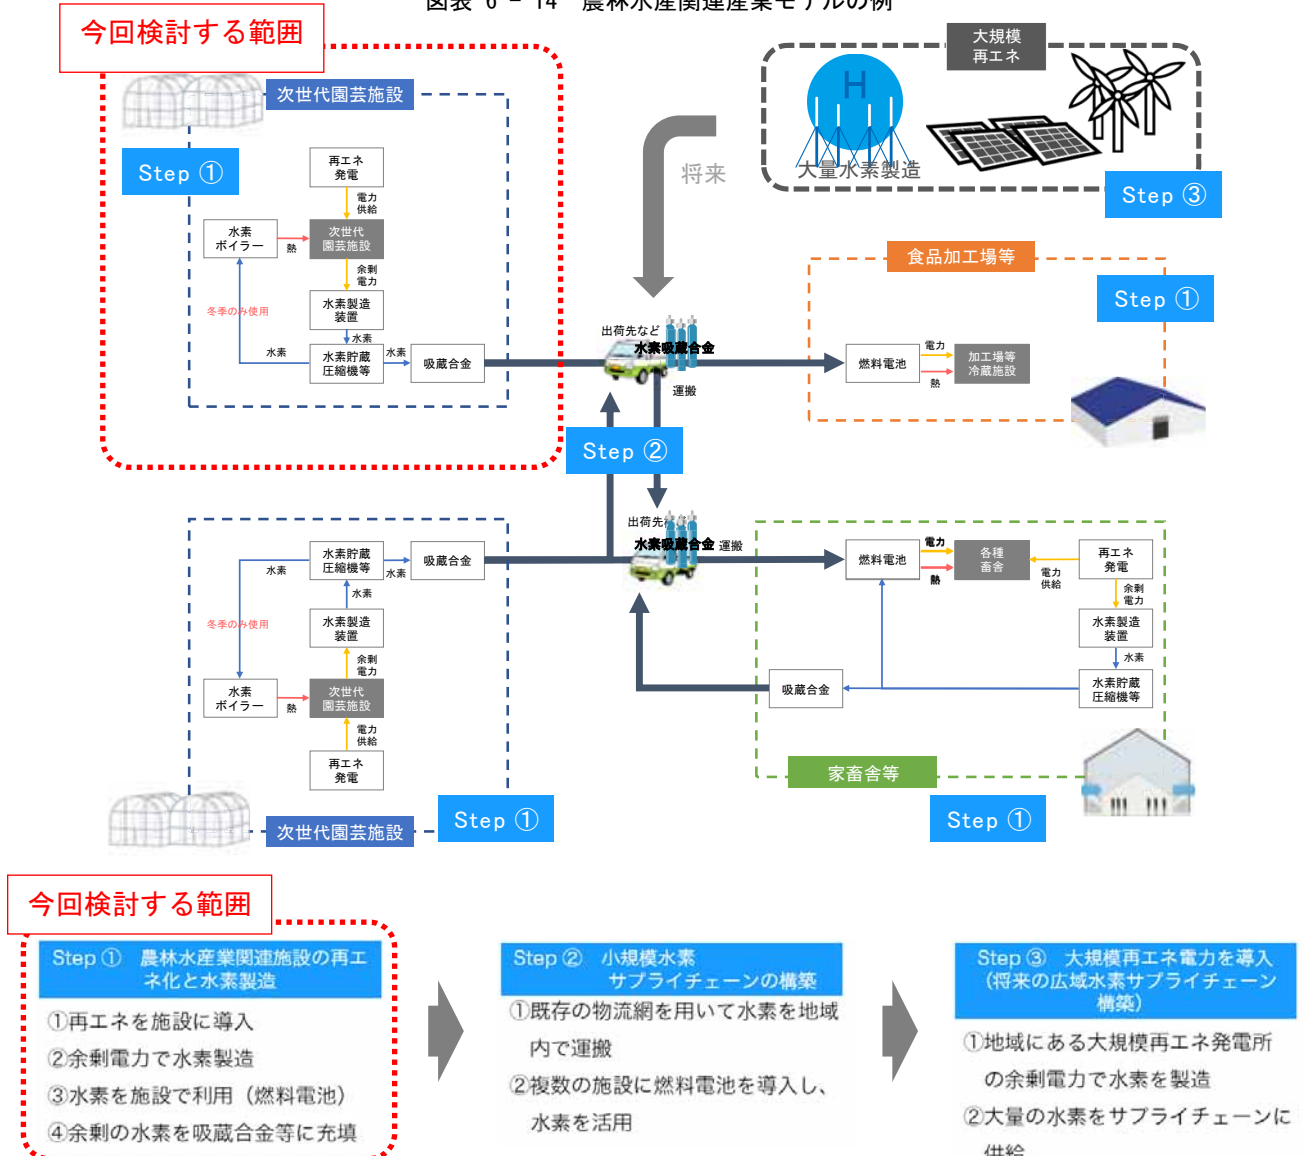 図表 6 - 14　農林水産関連産業モデルの例
今回検討する範囲
次世代園芸施設
Step ①
再エネ
発電
電力
供給
水素
ボイラー
熱
次世代
園芸施設
余剰
電力
冬季のみ使用
水素製造
装置
水素
水素
水素貯蔵
圧縮機等
水素
吸蔵合金
大規模
再エネ
H
大量水素製造
Step ③
将来
出荷先など
水素吸蔵合金
運搬
食品加工場等
Step ①
燃料電池
電力
熱
加工場等
冷蔵施設
Step ②
出荷先
水素吸蔵合金
運搬
水素貯蔵
圧縮機等
水素
水素
吸蔵合金
水素
冬季のみ使用
水素製造
装置
余剰
電力
水素
ボイラー
熱
次世代
園芸施設
電力
供給
再エネ
発電
次世代園芸施設
Step ①
燃料電池
電力
熱
各種
畜舎
電力
供給
再エネ
発電
余剰
電力
水素製造
装置
水素
水素貯蔵
圧縮機等
吸蔵合金
家畜舎等
Step ①
今回検討する範囲
Step ①　農林水産業関連施設の再エ
ネ化と水素製造
①再エネを施設に導入
②余剰電力で水素製造
③水素を施設で利用（燃料電池）
④余剰の水素を吸蔵合金等に充填
Step ②　小規模水素
サプライチェーンの構築
①既存の物流網を用いて水素を地域
内で運搬
②複数の施設に燃料電池を導入し、
水素を活用
Step ③　大規模再エネ電力を導入
（将来の広域水素サプライチェーン
構築）
①地域にある大規模再エネ発電所
の余剰電力で水素を製造
②大量の水素をサプライチェーンに
供給